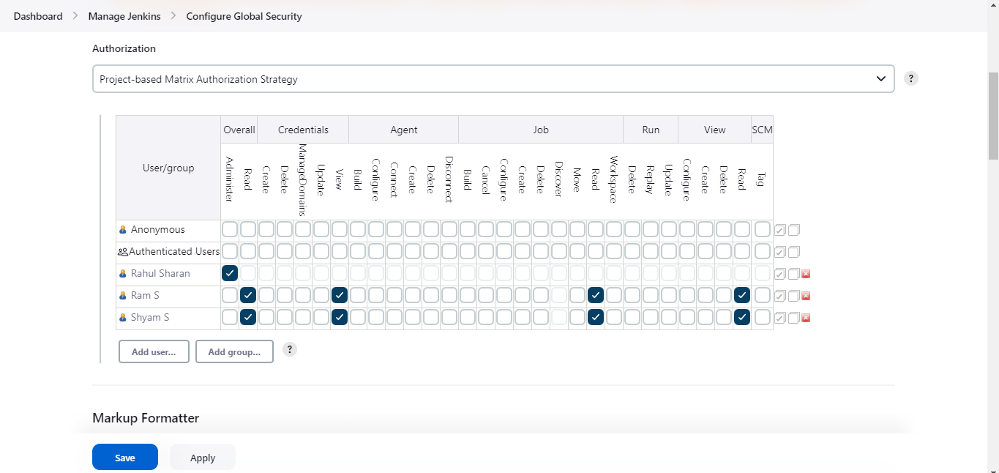 Dashboard > Manage Jenkins > Configure Global Security
Authorization
Project-based Matrix Authorization Strategy
?
User/group
Overall
Credentials
Agent
Job
Run
View
SCM
Administer
Read
Create
Delete
ManageDomains
Update
View
Build
Configure
Connect
Create
Delete
Disconnect
Build
Cancel
Configure
Create
Delete
Discover
Move
Read
Workspace
Delete
Replay
Update
Configure
Create
Delete
Read
Tag
Anonymous
Authenticated Users
Rahul Sharan
Ram S
Shyam S
Add user...
Add group...
?
Markup Formatter
Save
Apply